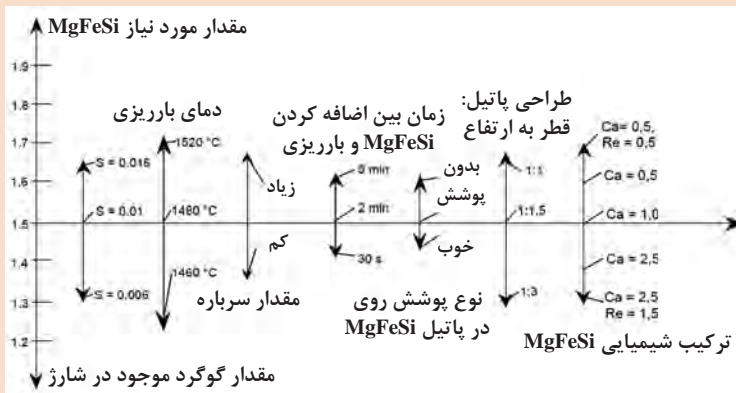 مقدار مورد نیاز MgFeSi
1.9
1.8
1.7
1.6
1.5
1.4
1.3
1.2
S = 0.016
S = 0.01
S = 0.006
دمای بارریزی
1520 °C
1480 °C
1460 °C
زیاد
کم
مقدار سرباره
زمان بین اضافه کردن
MgFeSi و بارریزی
2 min
30 s
بدون
پوشش
خوب
نوع پوشش روی
MgFeSi در پاتیل
طراحی پاتیل:
قطر به ارتفاع
1:1
1:1,5
1:3
Ca= 0,5,
Re = 0,5
Ca = 0,5
Ca = 1,0
Ca = 2,5
Ca = 2,5
Re = 1,5
ترکیب شیمیایی MgFeSi
مقدار گوگرد موجود در شارژ